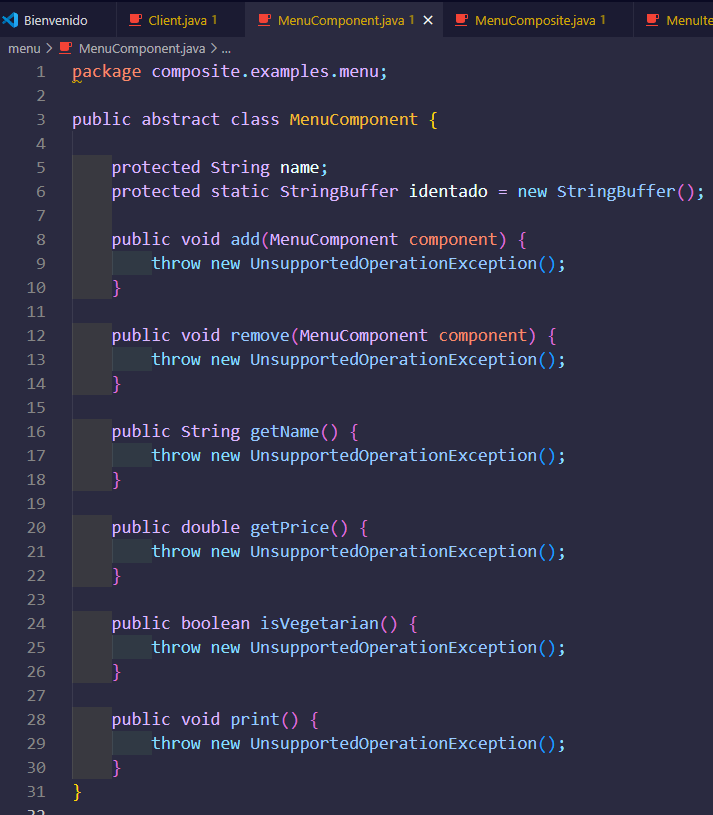 Bienvenido
Client.java 1
MenuComponent.java 1 ×
MenuComposite.java 1
MenuIte
menu > MenuComponent.java > ...
1 package composite.examples.menu;
2
3 public abstract class MenuComponent {
4
5     protected String name;
6     protected static StringBuffer identado = new StringBuffer();
7
8     public void add(MenuComponent component) {
9         throw new UnsupportedOperationException();
10     }
11
12     public void remove(MenuComponent component) {
13         throw new UnsupportedOperationException();
14     }
15
16     public String getName() {
17         throw new UnsupportedOperationException();
18     }
19
20     public double getPrice() {
21         throw new UnsupportedOperationException();
22     }
23
24     public boolean isVegetarian() {
25         throw new UnsupportedOperationException();
26     }
27
28     public void print() {
29         throw new UnsupportedOperationException();
30     }
31 }
32